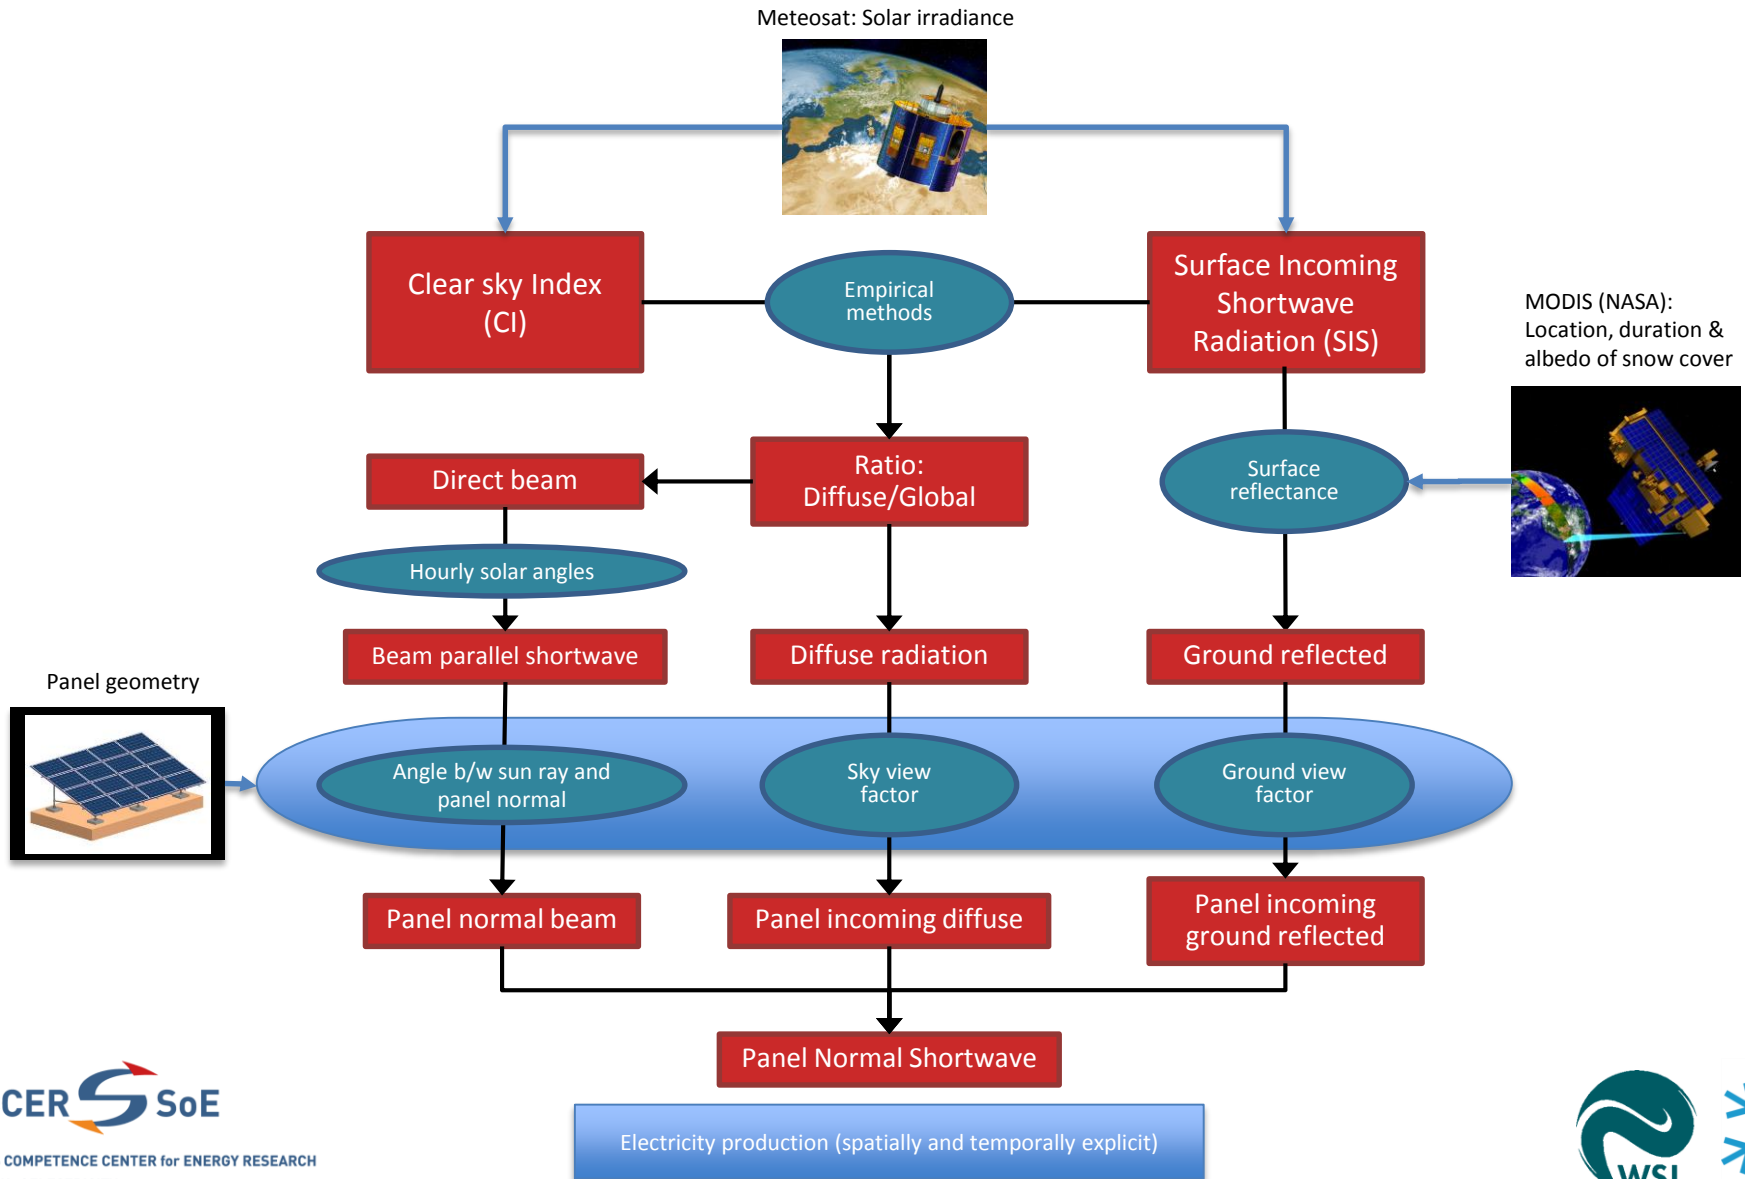 Meteosat: Solar irradiance
Clear sky Index
(CI)
Empirical
methods
Surface Incoming
Shortwave
Radiation (SIS)
MODIS (NASA):
Location, duration &
albedo of snow cover
Direct beam
Ratio:
Diffuse/Global
Surface
reflectance
Hourly solar angles
Beam parallel shortwave
Diffuse radiation
Ground reflected
Panel geometry
Angle b/w sun ray and
panel normal
Sky view
factor
Ground view
factor
Panel normal beam
Panel incoming diffuse
Panel incoming
ground reflected
Panel Normal Shortwave
CER SoE
COMPETENCE CENTER for ENERGY RESEARCH
Electricity production (spatially and temporally explicit)
WSL